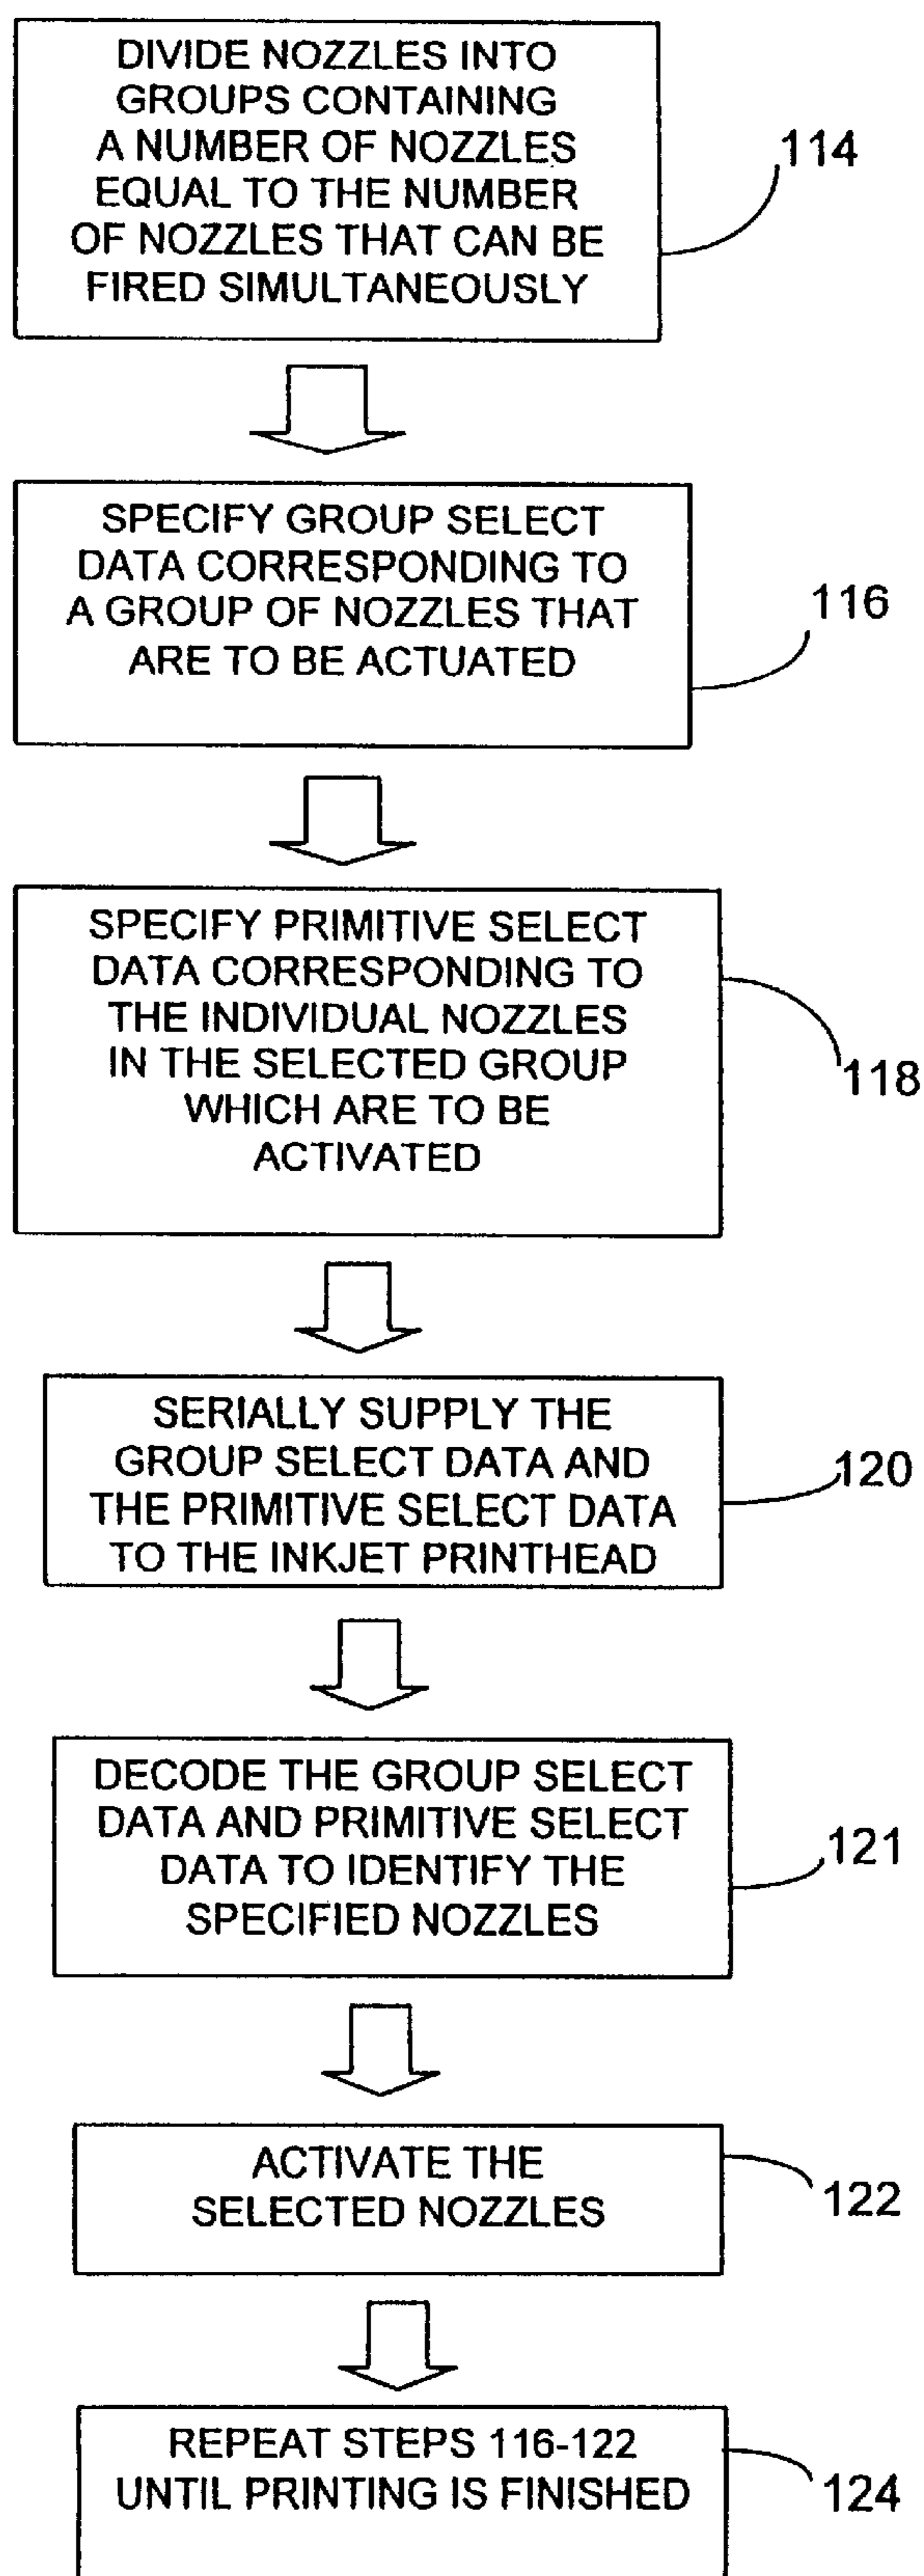 DIVIDE NOZZLES INTO
GROUPS CONTAINING
A NUMBER OF NOZZLES
EQUAL TO THE NUMBER
OF NOZZLES THAT CAN BE
FIRED SIMULTANEOUSLY
114
SPECIFY GROUP SELECT
DATA CORRESPONDING TO
A GROUP OF NOZZLES THAT
ARE TO BE ACTUATED
116
SPECIFY PRIMITIVE SELECT
DATA CORRESPONDING TO
THE INDIVIDUAL NOZZLES
IN THE SELECTED GROUP
WHICH ARE TO BE
ACTIVATED
118
SERIALLY SUPPLY THE
GROUP SELECT DATA AND
THE PRIMITIVE SELECT DATA
TO THE INKJET PRINTHEAD
120
DECODE THE GROUP SELECT
DATA AND PRIMITIVE SELECT
DATA TO IDENTIFY THE
SPECIFIED NOZZLES
121
ACTIVATE THE
SELECTED NOZZLES
122
REPEAT STEPS 116-122
UNTIL PRINTING IS FINISHED
124